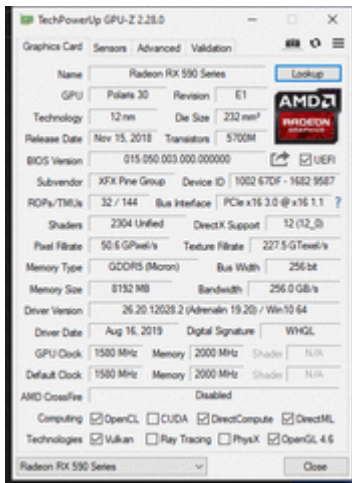 TechPowerUp GPU-Z 2.28.0
Graphics Card Sensors Advanced Validation
Name Radeon RX 590 Series Lookup
GPU Polaris 30 Revision E1
AMD
RADEON
GRAPHICS
Technology 12 nm Die Size 232 mm²
Release Date Nov 15, 2018 Transistors 5700M
BIOS Version 015.050.003.000.000000 UEFI
Subvendor XFX Pine Group Device ID 1002 67DF - 1682 9587
ROPs/TMUs 32 / 144 Bus Interface PCIe x16 3.0 @ x16 1.1 ?
Shaders 2304 Unified DirectX Support 12 (12_0)
Pixel Fillrate 50.6 GPixel/s Texture Fillrate 227.5 GTexel/s
Memory Type GDDR5 (Micron) Bus Width 256 bit
Memory Size 8192 MB Bandwidth 256.0 GB/s
Driver Version 26.20.12028.2 (Adrenalin 19.20) / Win10 64
Driver Date Aug 16, 2019 Digital Signature WHQL
GPU Clock 1580 MHz Memory 2000 MHz Shader N/A
Default Clock 1580 MHz Memory 2000 MHz Shader N/A
AMD CrossFire Disabled
Computing OpenCL CUDA DirectCompute DirectML
Technologies Vulkan Ray Tracing PhysX OpenGL 4.6
Radeon RX 590 Series Close